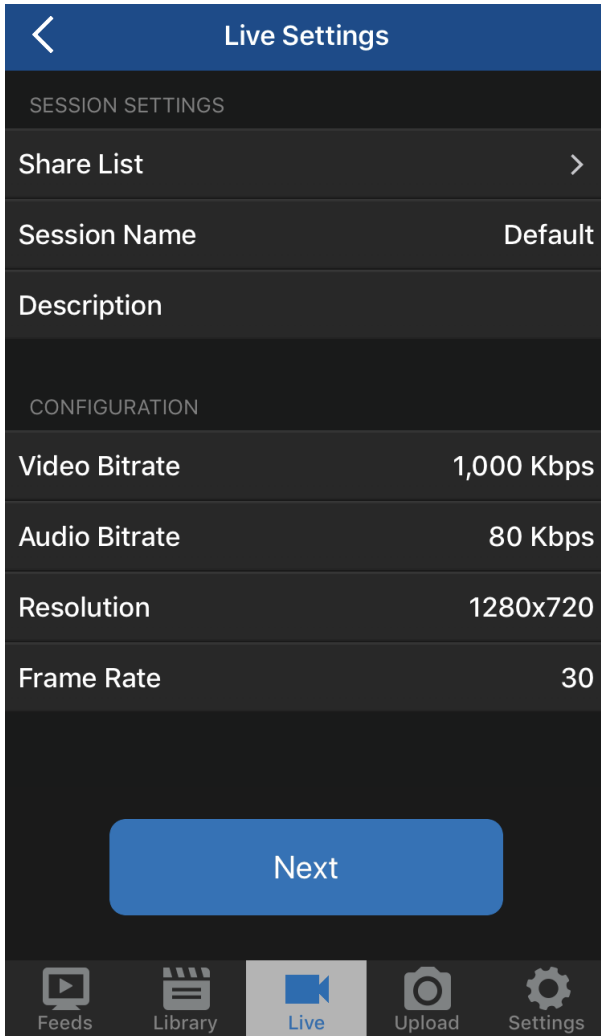 Live Settings
SESSION SETTINGS
Share List
Session Name Default
Description
CONFIGURATION
Video Bitrate 1,000 Kbps
Audio Bitrate 80 Kbps
Resolution 1280x720
Frame Rate 30
Next
Feeds Library Live Upload Settings